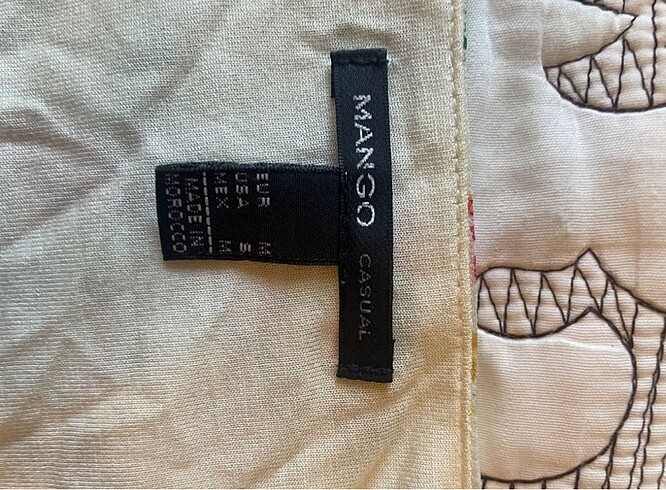 MANGO CASUAL
EUR M
USA S
MEX M
MADE IN
MOROCCO